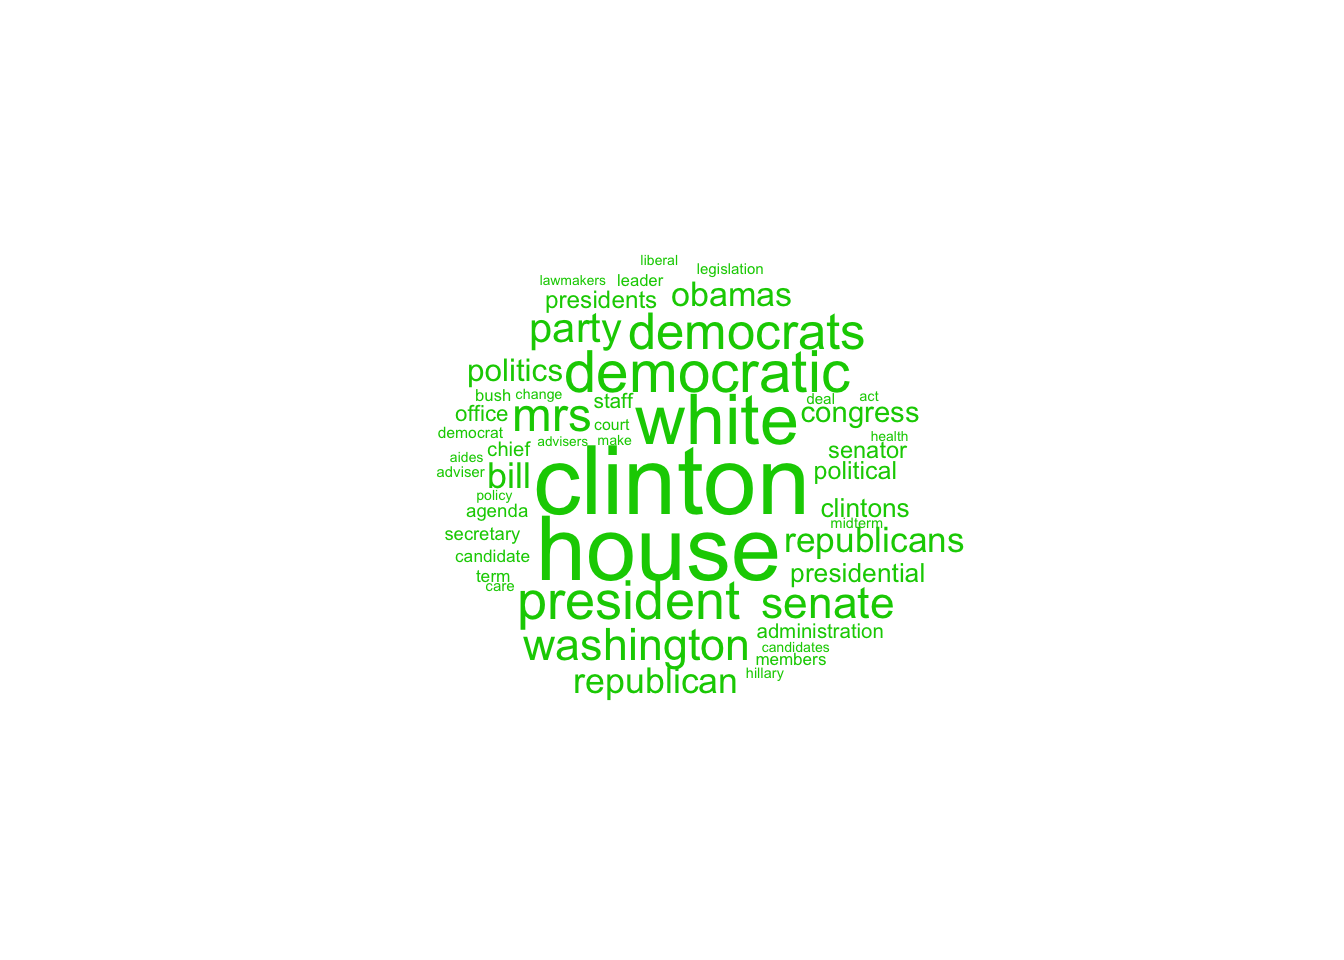 liberal
legislation
lawmakers leader
presidents obamas
party democrats
politics democratic
bush change staff deal act
office mrs white congress
democrat court health
advisers make
aides chief senator
adviser bill clinton political
policy
agenda clintons
midterm
secretary house republicans
candidate
term presidential
care president senate
washington administration
candidates
members
republican hillary